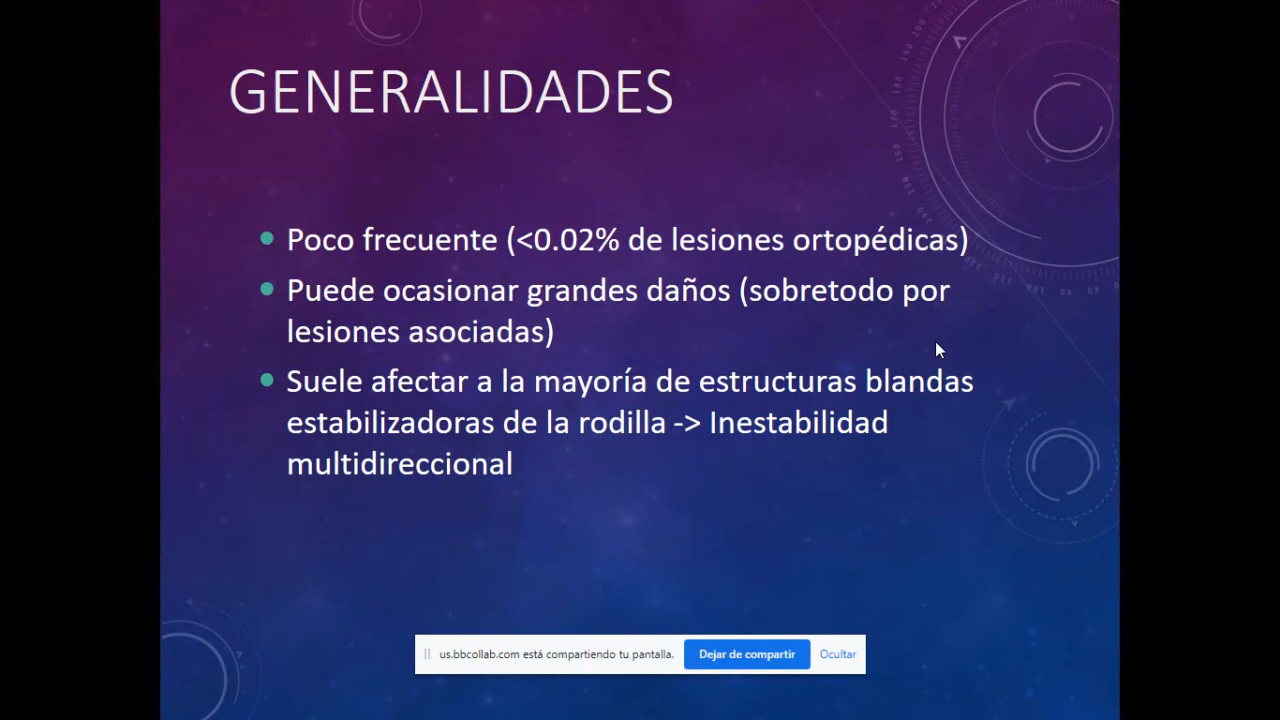 GENERALIDADES
Poco frecuente (<0.02% de lesiones ortopédicas)
Puede ocasionar grandes daños (sobretodo por
lesiones asociadas)
Suele afectar a la mayoría de estructuras blandas
estabilizadoras de la rodilla -> Inestabilidad
multidireccional
us.bbcollab.com está compartiendo tu pantalla. Dejar de compartir Ocultar